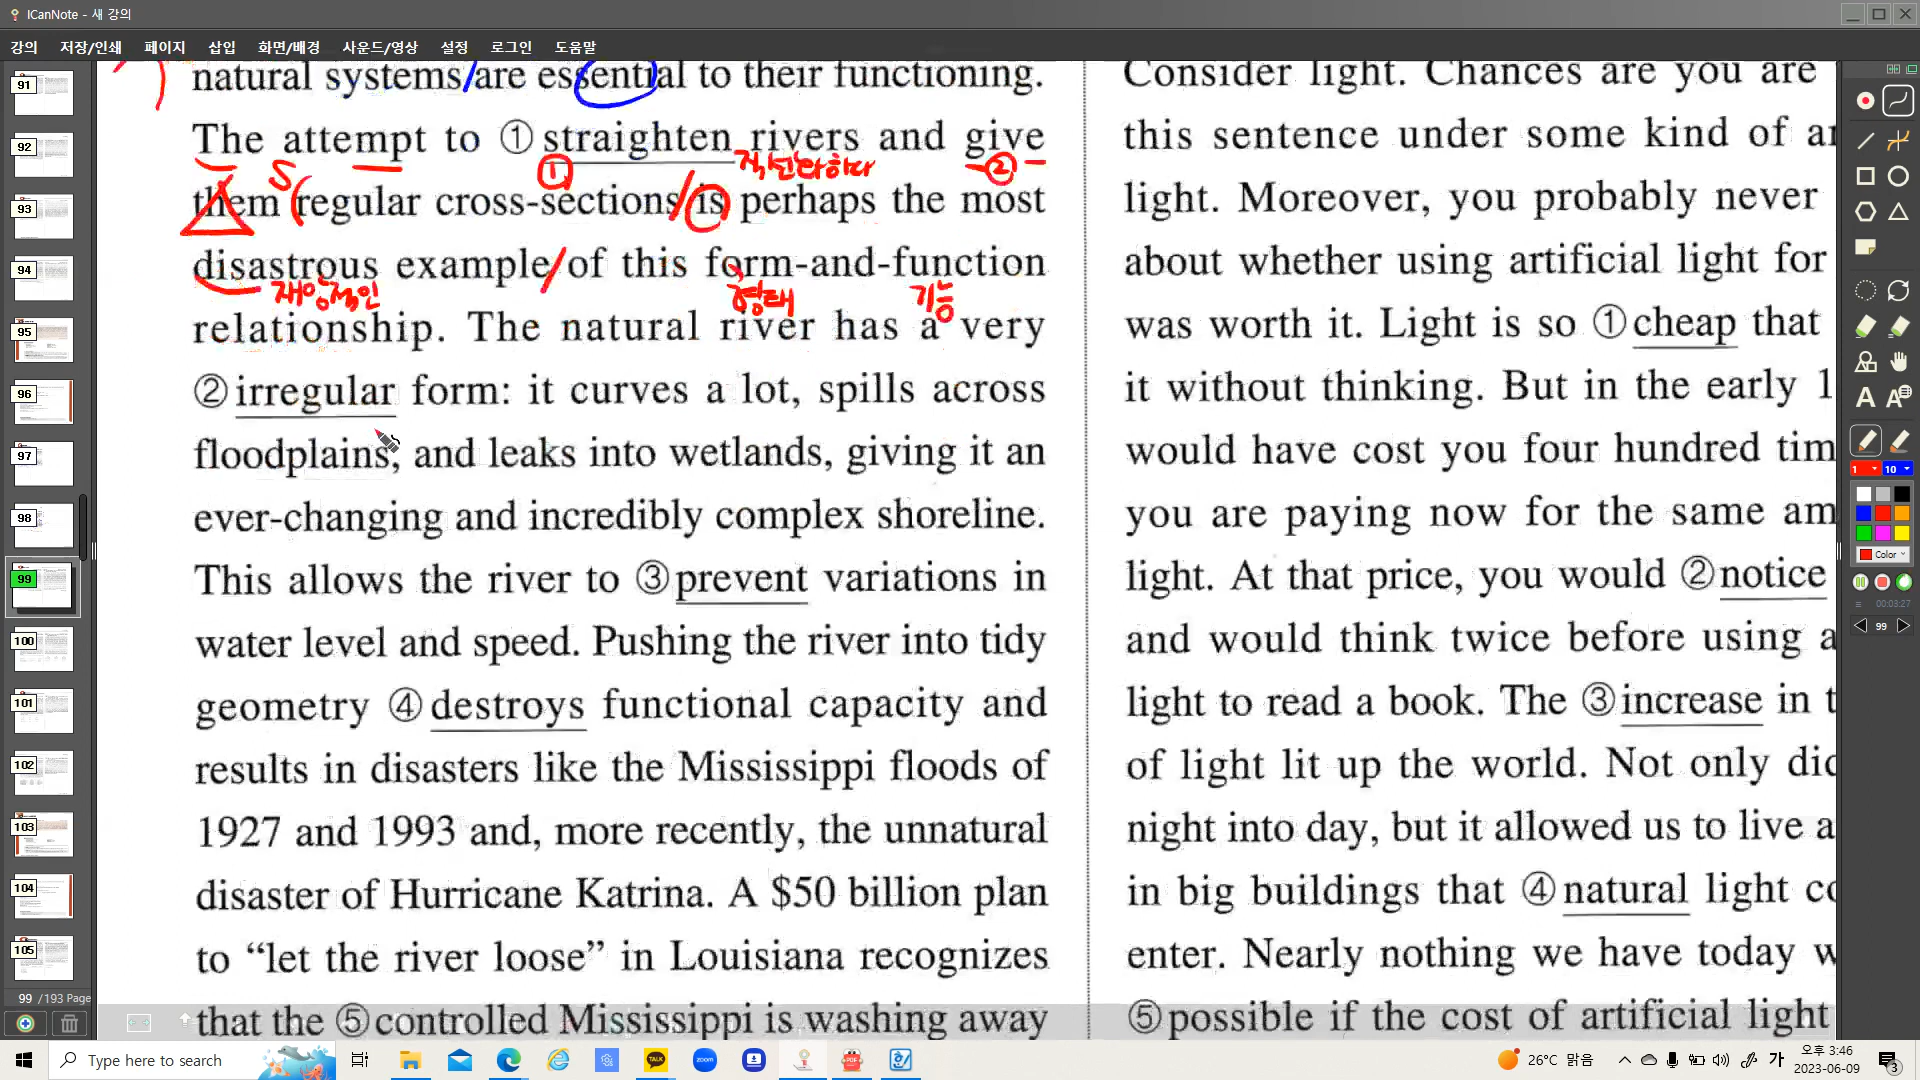 ICanNote - 새 강의
강의 저장/인쇄 페이지 삽입 화면/배경 사운드/영상 설정 로그인 도움말
91
92
93
94
95
96
97
98
99
100
101
102
103
104
105
99 /193 Page
natural systems are essential to their functioning.
The attempt to ① straighten rivers and give
① 직선화하다 ②
S
them regular cross-sections is perhaps the most
disastrous example of this form-and-function
재앙적인 형태 기능
relationship. The natural river has a very
② irregular form: it curves a lot, spills across
floodplains, and leaks into wetlands, giving it an
ever-changing and incredibly complex shoreline.
This allows the river to ③ prevent variations in
water level and speed. Pushing the river into tidy
geometry ④ destroys functional capacity and
results in disasters like the Mississippi floods of
1927 and 1993 and, more recently, the unnatural
disaster of Hurricane Katrina. A $50 billion plan
to “let the river loose” in Louisiana recognizes
that the ⑤ controlled Mississippi is washing away
Consider light. Chances are you are
this sentence under some kind of ar
light. Moreover, you probably never
about whether using artificial light for
was worth it. Light is so ① cheap that
it without thinking. But in the early 1
would have cost you four hundred tim
you are paying now for the same am
light. At that price, you would ② notice
and would think twice before using a
light to read a book. The ③ increase in t
of light lit up the world. Not only did
night into day, but it allowed us to live a
in big buildings that ④ natural light co
enter. Nearly nothing we have today w
⑤ possible if the cost of artificial light
1 10
Color
00:03:27
99
Type here to search
TALK
zoom
26°C 맑음
가
오후 3:46
2023-06-09
3